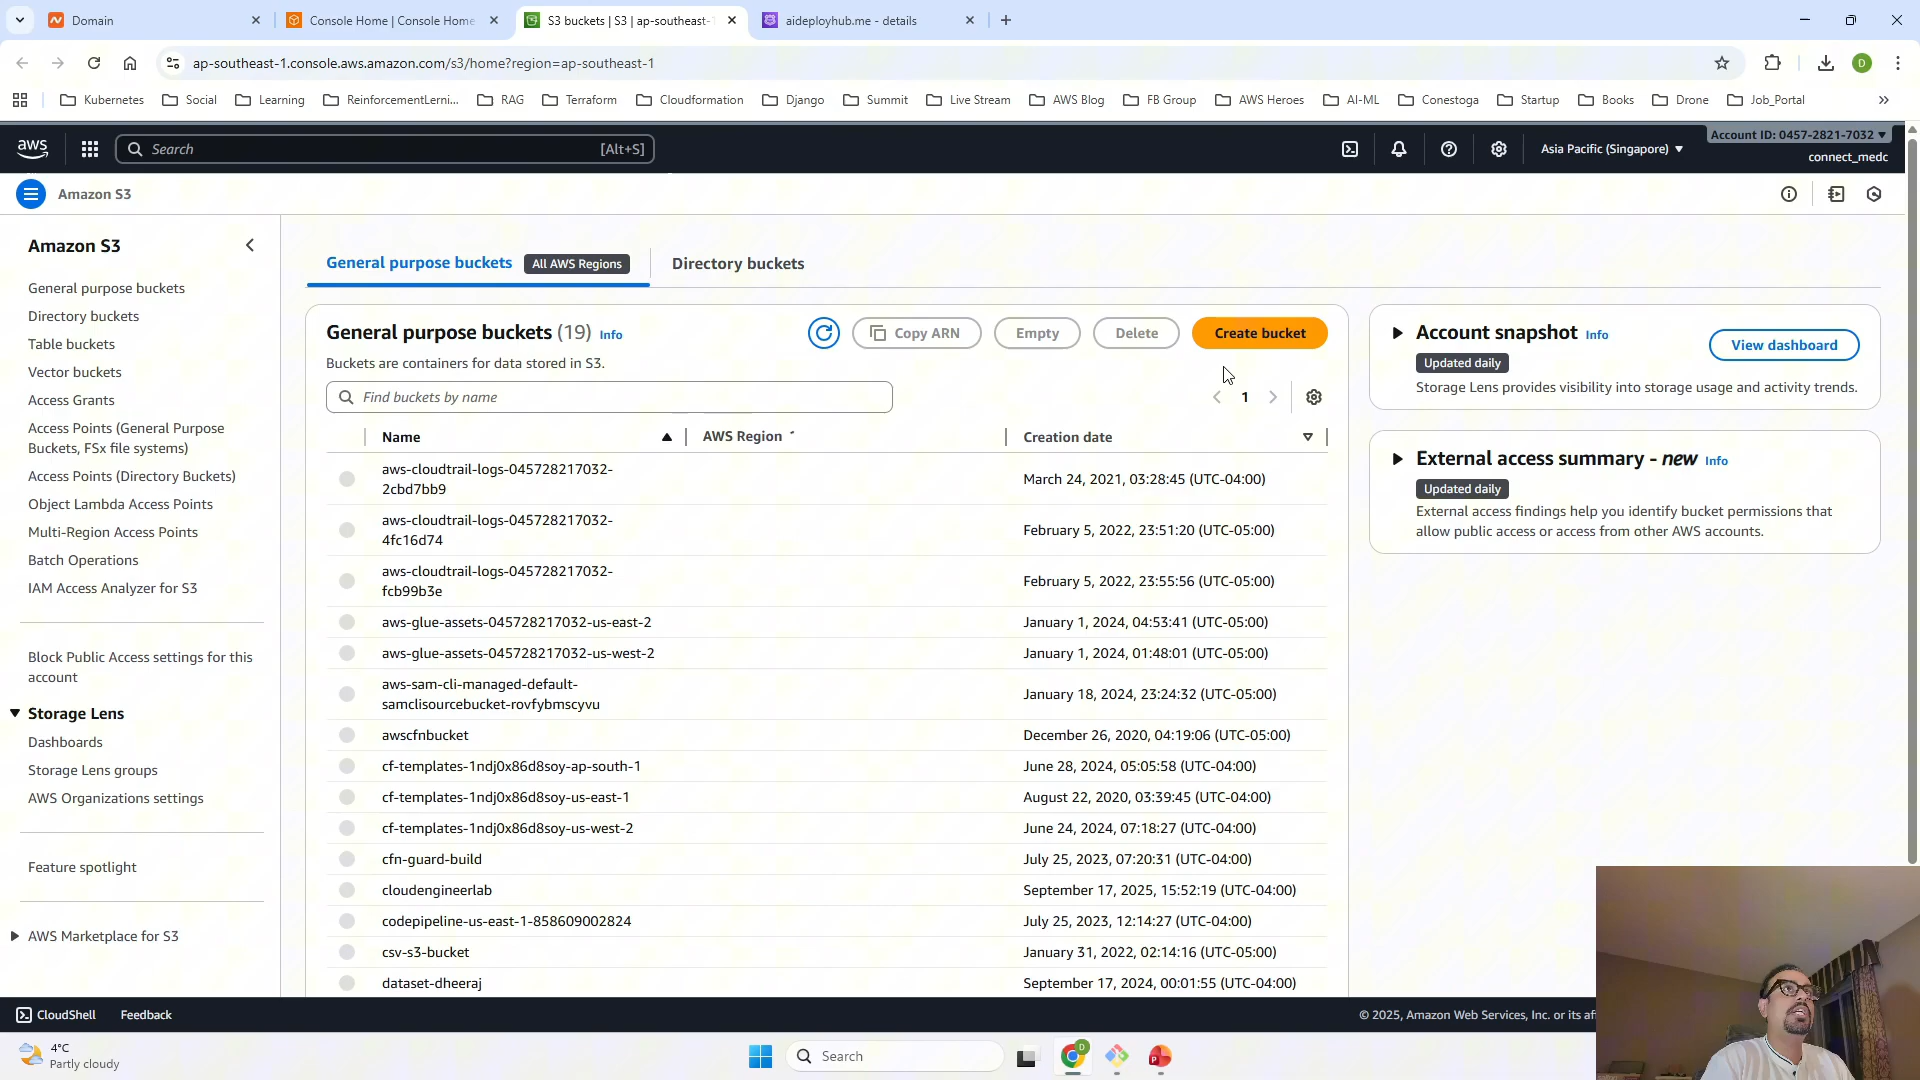 Domain
Console Home | Console Home
S3 buckets | S3 | ap-southeast-
aideployhub.me - details
ap-southeast-1.console.aws.amazon.com/s3/home?region=ap-southeast-1
D
Kubernetes
Social
Learning
ReinforcementLerni...
RAG
Terraform
Cloudformation
Django
Summit
Live Stream
AWS Blog
FB Group
AWS Heroes
AI-ML
Conestoga
Startup
Books
Drone
Job_Portal
aws
Search
[Alt+S]
Asia Pacific (Singapore)
Account ID: 0457-2821-7032
connect_medc
Amazon S3
Amazon S3
General purpose buckets
Directory buckets
Table buckets
Vector buckets
Access Grants
Access Points (General Purpose
Buckets, FSx file systems)
Access Points (Directory Buckets)
Object Lambda Access Points
Multi-Region Access Points
Batch Operations
IAM Access Analyzer for S3
Block Public Access settings for this
account
Storage Lens
Dashboards
Storage Lens groups
AWS Organizations settings
Feature spotlight
AWS Marketplace for S3
General purpose buckets All AWS Regions
Directory buckets
General purpose buckets (19) Info
Copy ARN
Empty
Delete
Create bucket
Buckets are containers for data stored in S3.
Find buckets by name
1
Name
AWS Region
Creation date
aws-cloudtrail-logs-045728217032-
2cbd7bb9
March 24, 2021, 03:28:45 (UTC-04:00)
aws-cloudtrail-logs-045728217032-
4fc16d74
February 5, 2022, 23:51:20 (UTC-05:00)
aws-cloudtrail-logs-045728217032-
fcb99b3e
February 5, 2022, 23:55:56 (UTC-05:00)
aws-glue-assets-045728217032-us-east-2
January 1, 2024, 04:53:41 (UTC-05:00)
aws-glue-assets-045728217032-us-west-2
January 1, 2024, 01:48:01 (UTC-05:00)
aws-sam-cli-managed-default-
samclisourcebucket-rovfybmscyvu
January 18, 2024, 23:24:32 (UTC-05:00)
awscfnbucket
December 26, 2020, 04:19:06 (UTC-05:00)
cf-templates-1ndj0x86d8soy-ap-south-1
June 28, 2024, 05:05:58 (UTC-04:00)
cf-templates-1ndj0x86d8soy-us-east-1
August 22, 2020, 03:39:45 (UTC-04:00)
cf-templates-1ndj0x86d8soy-us-west-2
June 24, 2024, 07:18:27 (UTC-04:00)
cfn-guard-build
July 25, 2023, 07:20:31 (UTC-04:00)
cloudengineerlab
September 17, 2025, 15:52:19 (UTC-04:00)
codepipeline-us-east-1-858609002824
July 25, 2023, 12:14:27 (UTC-04:00)
csv-s3-bucket
January 31, 2022, 02:14:16 (UTC-05:00)
dataset-dheeraj
September 17, 2024, 00:01:55 (UTC-04:00)
Account snapshot Info
Updated daily
View dashboard
Storage Lens provides visibility into storage usage and activity trends.
External access summary - new Info
Updated daily
External access findings help you identify bucket permissions that
allow public access or access from other AWS accounts.
CloudShell
Feedback
© 2025, Amazon Web Services, Inc. or its
4°C
Partly cloudy
Search